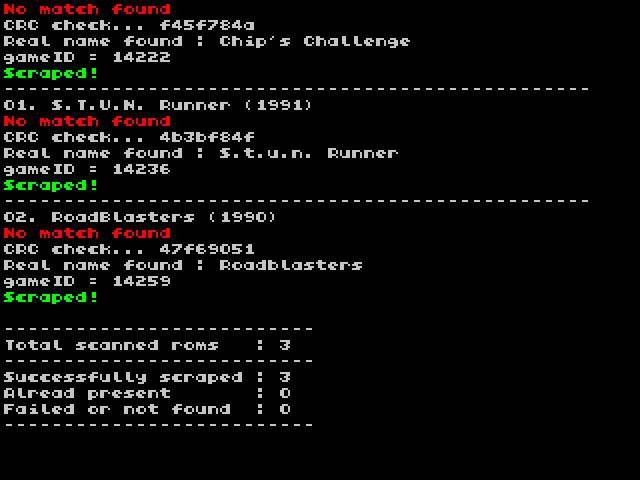 No match found
CRC check... f45f784a
Real name found : Chip's Challenge
gameID = 14222
Scraped!
-------------------------------------------------
01. S.T.U.N. Runner (1991)
No match found
CRC check... 4b3bf84f
Real name found : S.t.u.n. Runner
gameID = 14236
Scraped!
-------------------------------------------------
02. RoadBlasters (1990)
No match found
CRC check... 47f69051
Real name found : Roadblasters
gameID = 14259
Scraped!
--------------------------
Total scanned roms : 3
--------------------------
Successfully scraped : 3
Alread present : 0
Failed or not found : 0
--------------------------